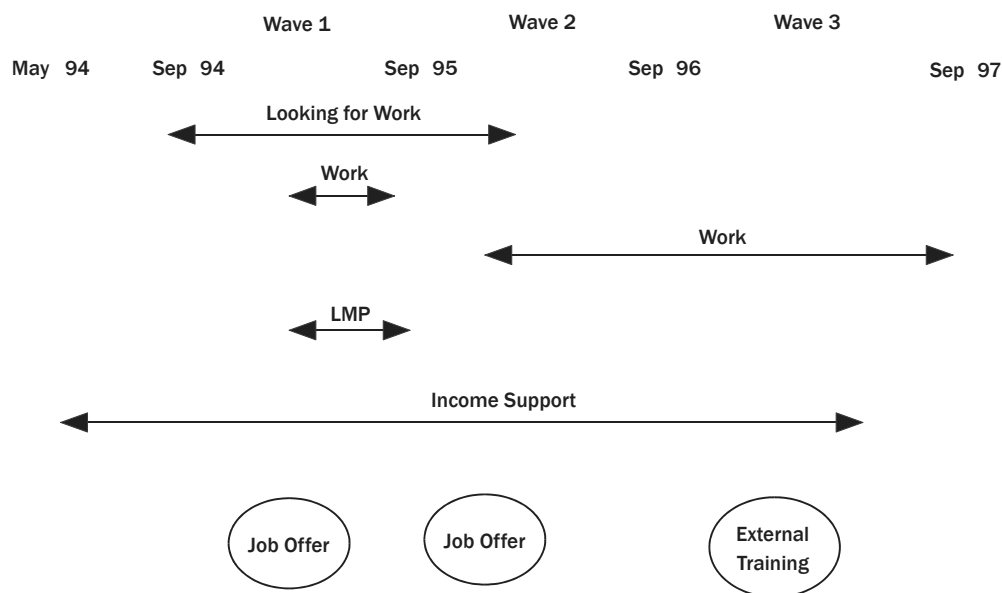 Wave 1 Wave 2 Wave 3
May 94 Sep 94 Sep 95 Sep 96 Sep 97
Looking for Work
Work
Work
LMP
Income Support
Job Offer Job Offer External
Training